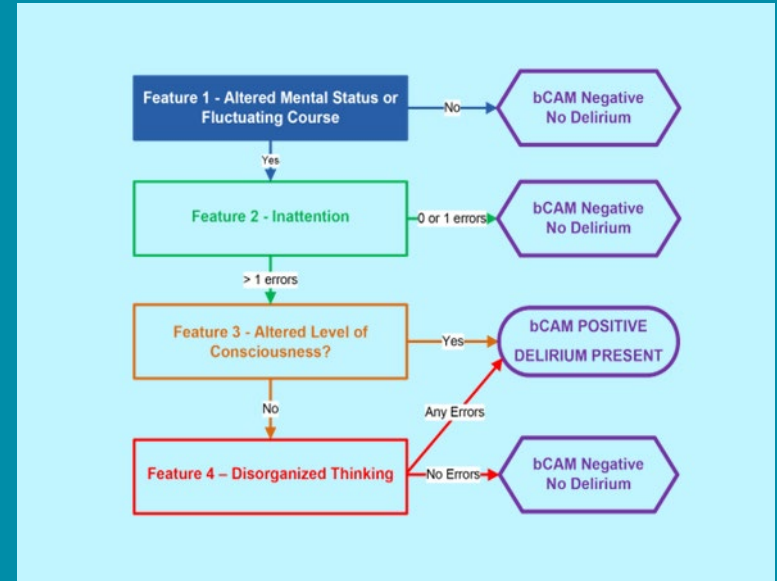 Feature 1 - Altered Mental Status or
Fluctuating Course
No
bCAM Negative
No Delirium
Yes
Feature 2 - Inattention
0 or 1 errors
bCAM Negative
No Delirium
> 1 errors
Feature 3 - Altered Level of
Consciousness?
Yes
bCAM POSITIVE
DELIRIUM PRESENT
No
Any Errors
Feature 4 – Disorganized Thinking
No Errors
bCAM Negative
No Delirium